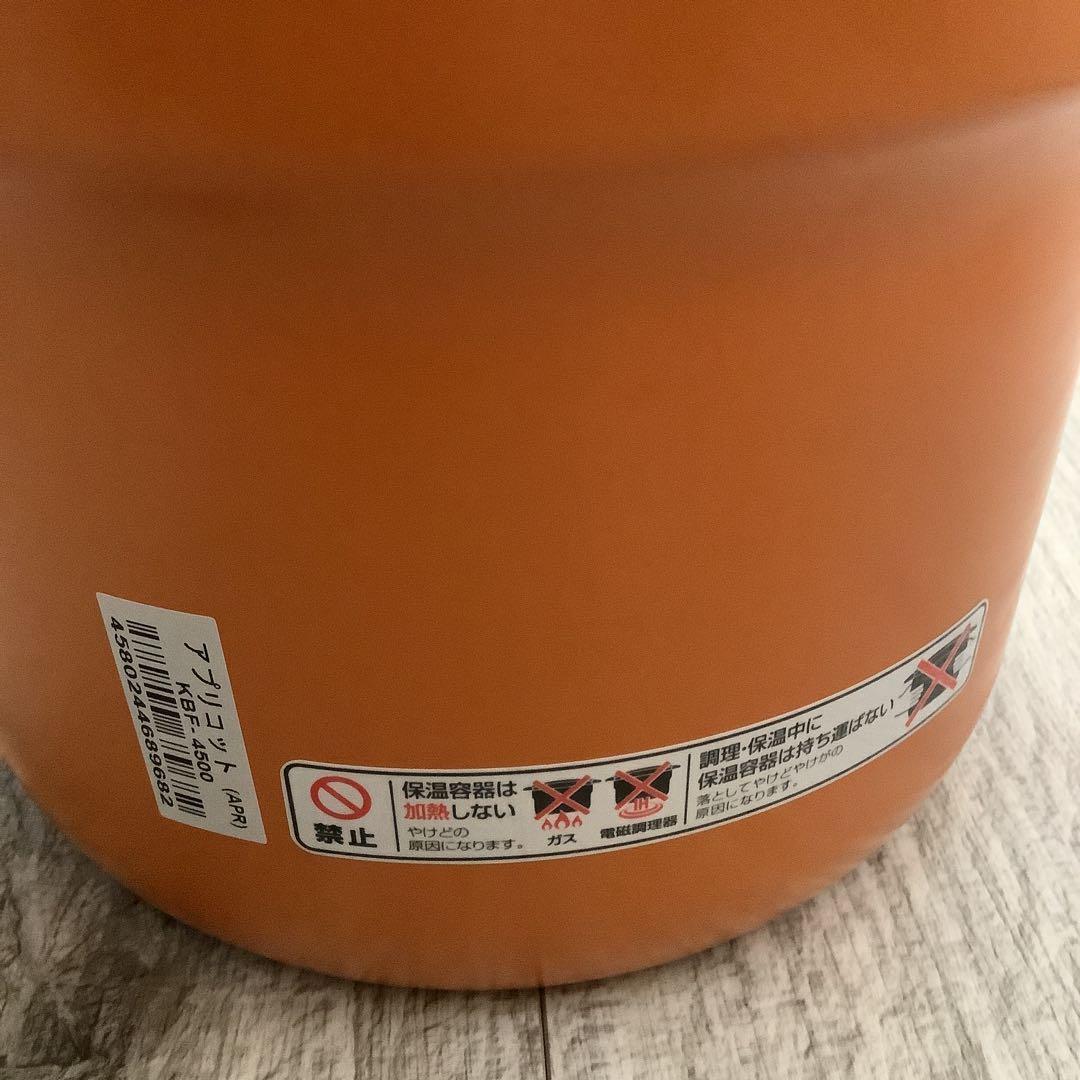 アプリコット (APR)
KBF-4500
4580244689682
禁止
保温容器は
加熱しない
やけどの
原因になります。
ガス
電磁調理器
IH
調理・保温中に
保温容器は持ち運ばない
落としてやけどやけがの
原因になります。